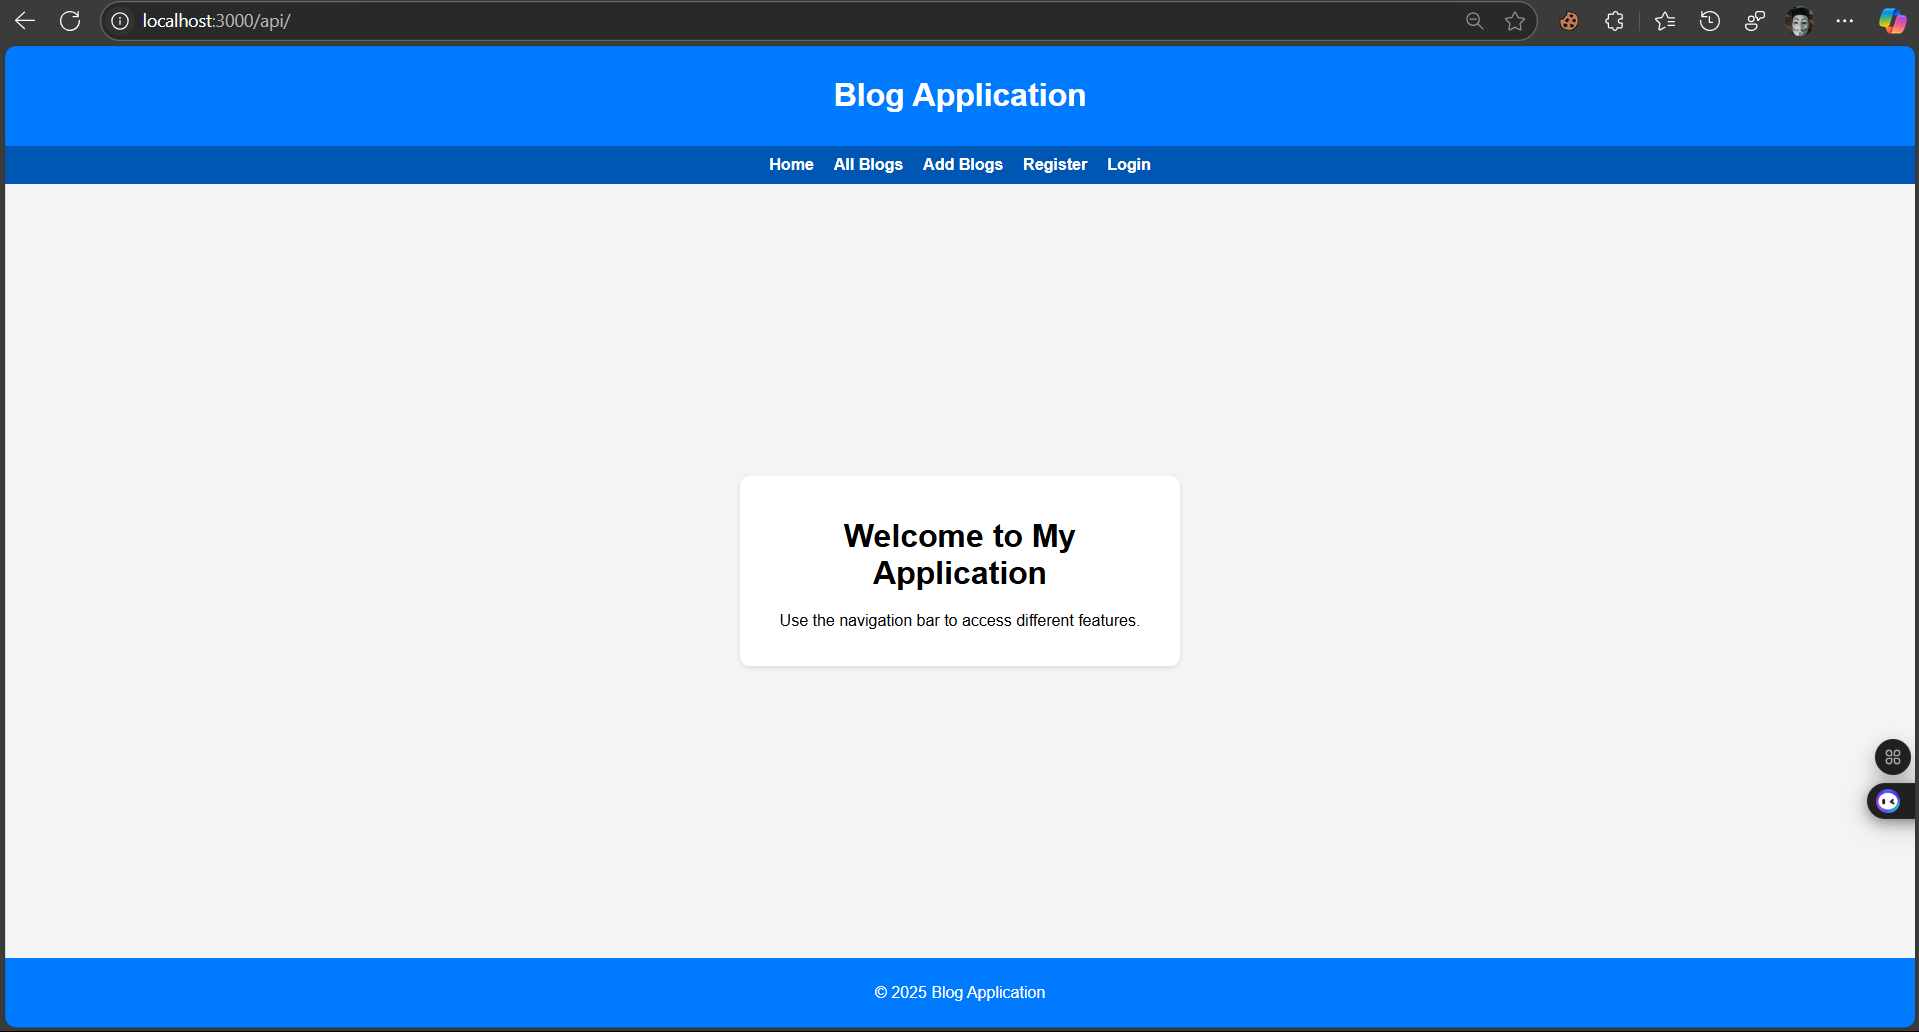 localhost:3000/api/
Blog Application
Home All Blogs Add Blogs Register Login
Welcome to My
Application
Use the navigation bar to access different features.
© 2025 Blog Application